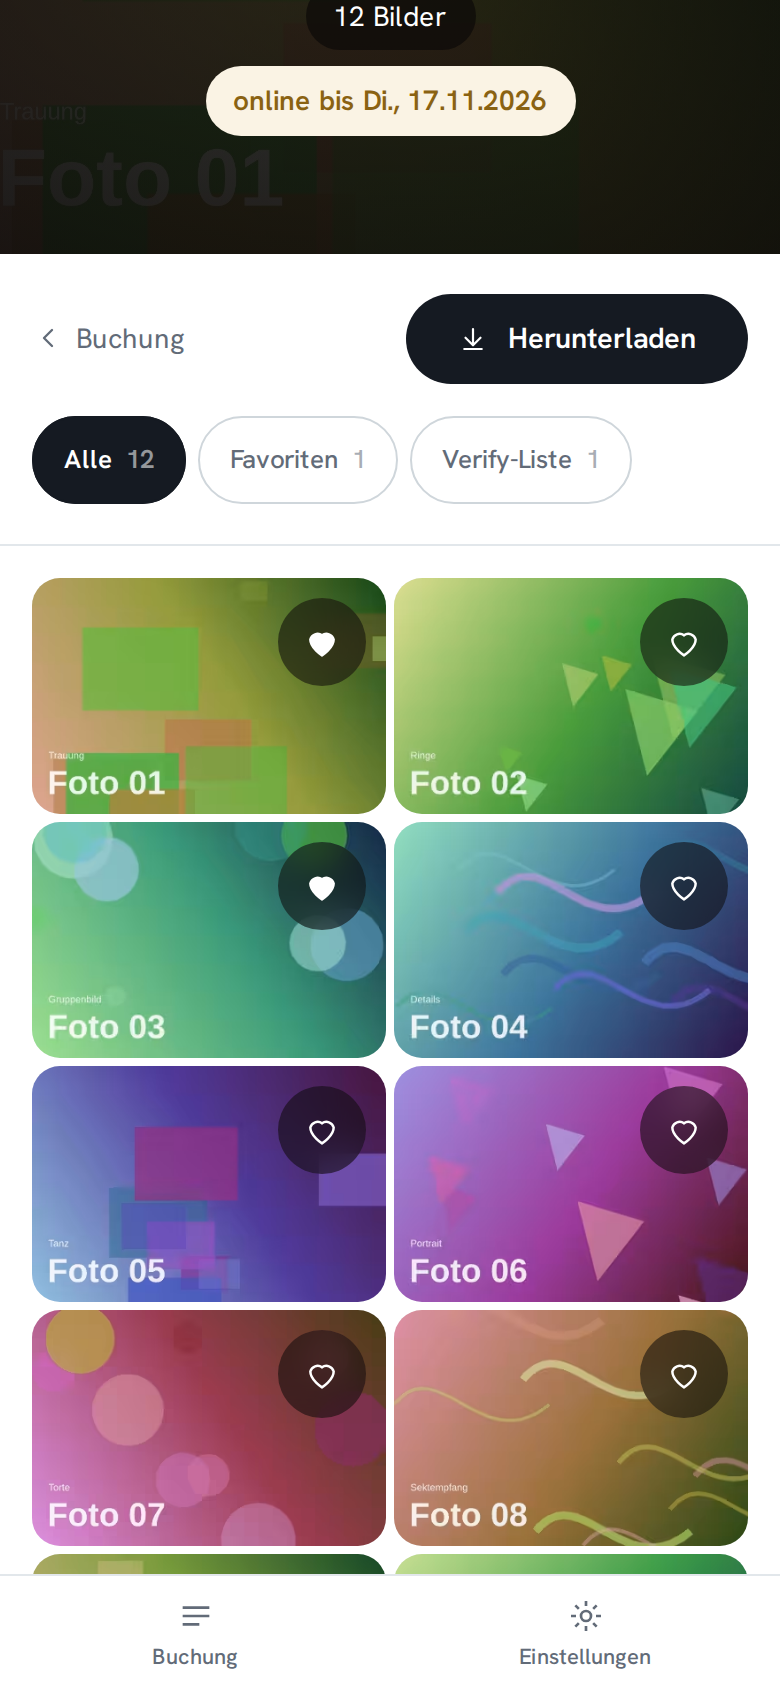 12 Bilder
online bis Di., 17.11.2026
Trauung
Foto 01
Buchung
Herunterladen
Alle 12
Favoriten 1
Verify-Liste 1
Trauung
Foto 01
Ringe
Foto 02
Gruppenbild
Foto 03
Details
Foto 04
Tanz
Foto 05
Portrait
Foto 06
Torte
Foto 07
Sektempfang
Foto 08
Buchung
Einstellungen